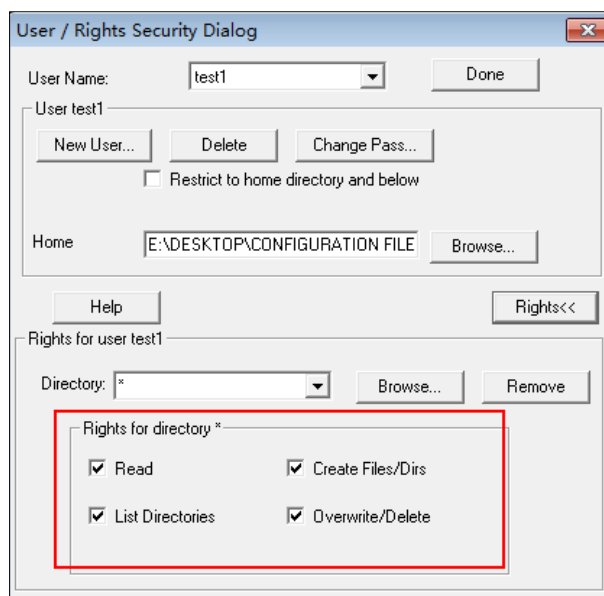 User / Rights Security Dialog
User Name: test1 Done
User test1
New User... Delete Change Pass...
Restrict to home directory and below
Home E:\DESKTOP\CONFIGURATION FILE Browse...
Help Rights<<
Rights for user test1
Directory: * Browse... Remove
Rights for directory *
Read Create Files/Dirs
List Directories Overwrite/Delete